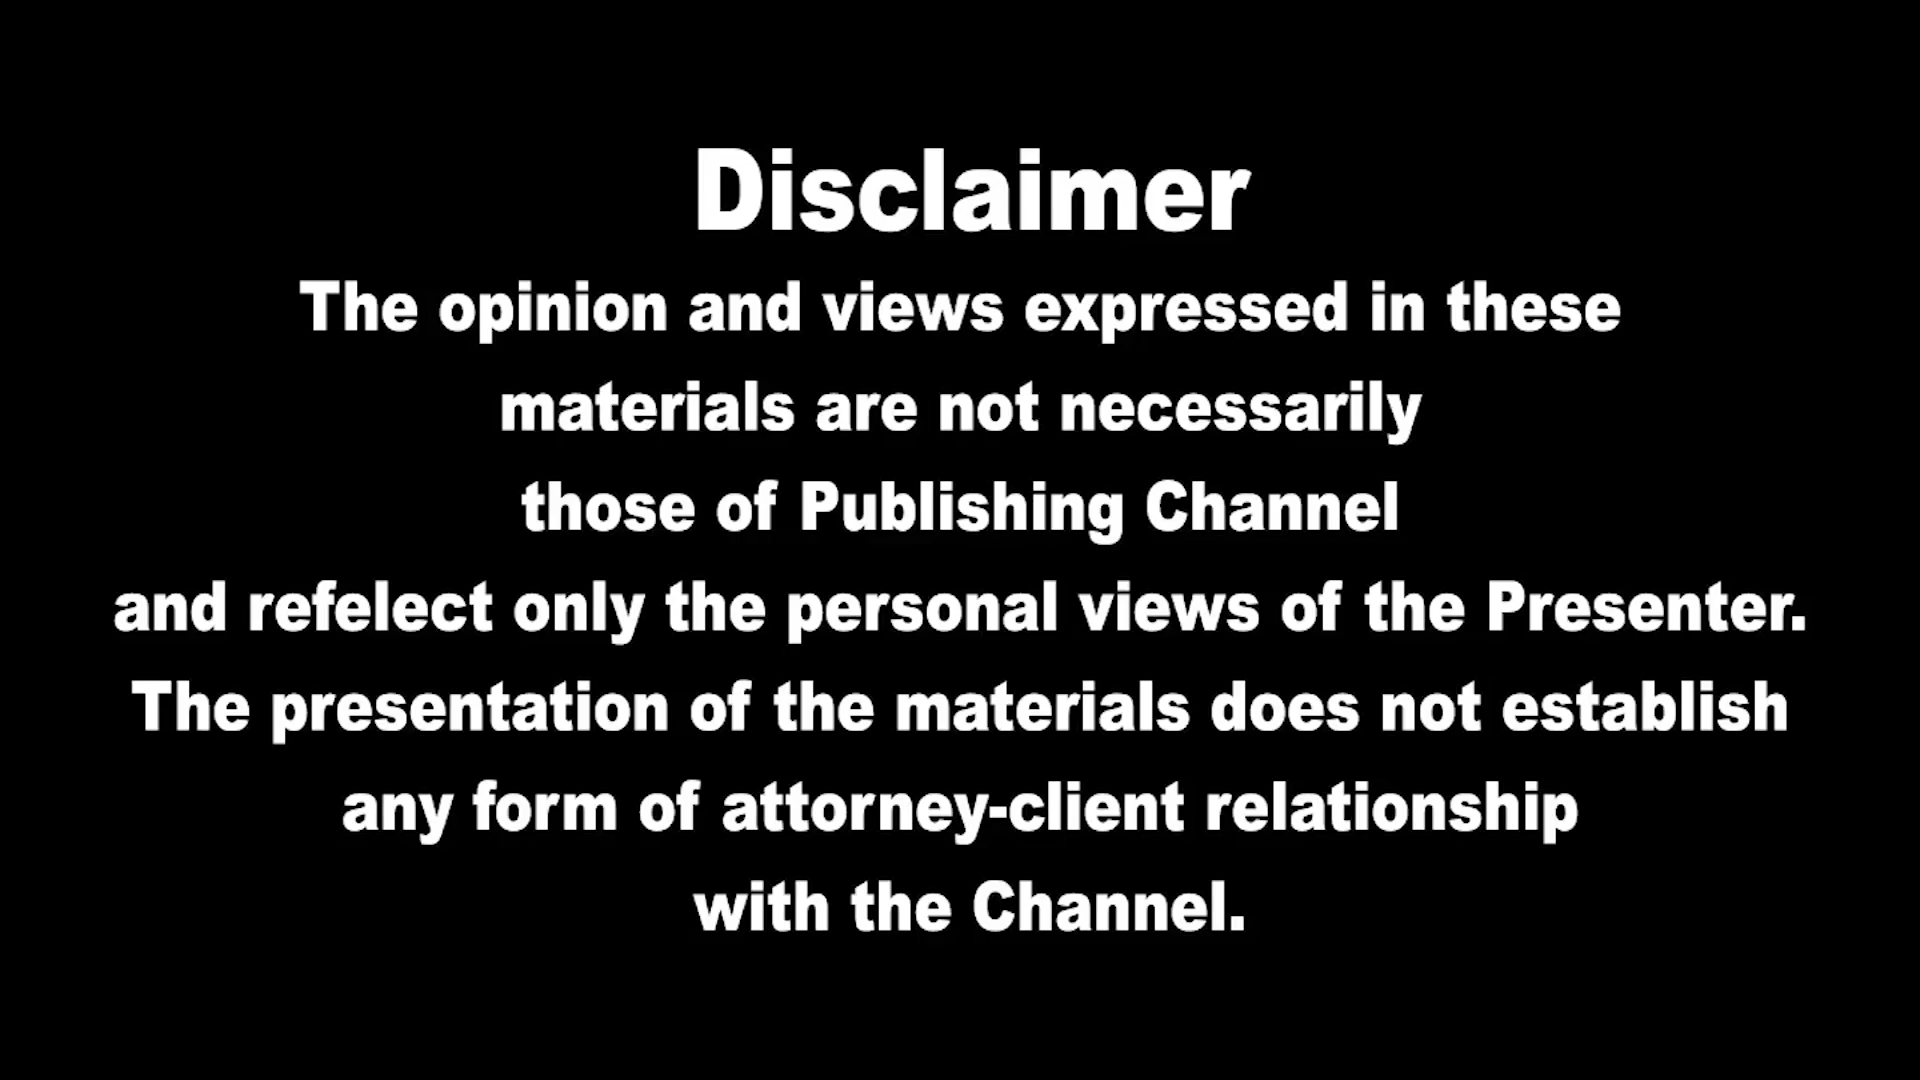 Disclaimer
The opinion and views expressed in these
materials are not necessarily
those of Publishing Channel
and refelect only the personal views of the Presenter.
The presentation of the materials does not establish
any form of attorney-client relationship
with the Channel.